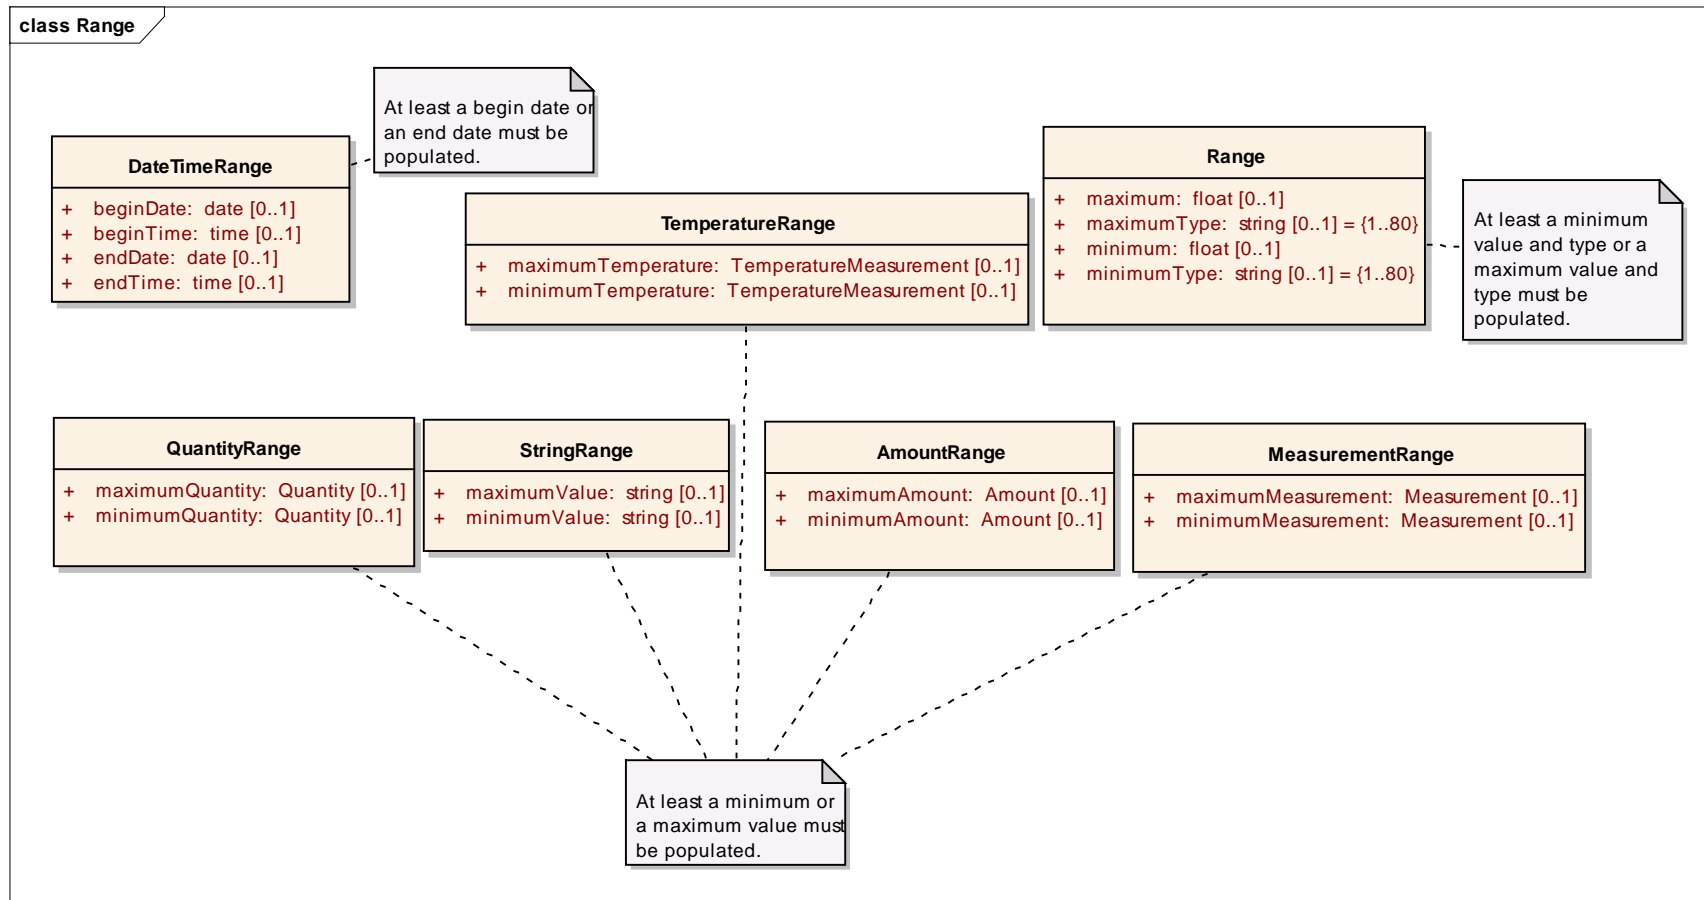 class Range
At least a begin date or
an end date must be
populated.
DateTimeRange
+ beginDate: date [0..1]
+ beginTime: time [0..1]
+ endDate: date [0..1]
+ endTime: time [0..1]
TemperatureRange
+ maximumTemperature: TemperatureMeasurement [0..1]
+ minimumTemperature: TemperatureMeasurement [0..1]
Range
+ maximum: float [0..1]
+ maximumType: string [0..1] = {1..80}
+ minimum: float [0..1]
+ minimumType: string [0..1] = {1..80}
At least a minimum
value and type or a
maximum value and
type must be
populated.
QuantityRange
+ maximumQuantity: Quantity [0..1]
+ minimumQuantity: Quantity [0..1]
StringRange
+ maximumValue: string [0..1]
+ minimumValue: string [0..1]
AmountRange
+ maximumAmount: Amount [0..1]
+ minimumAmount: Amount [0..1]
MeasurementRange
+ maximumMeasurement: Measurement [0..1]
+ minimumMeasurement: Measurement [0..1]
At least a minimum or
a maximum value must
be populated.